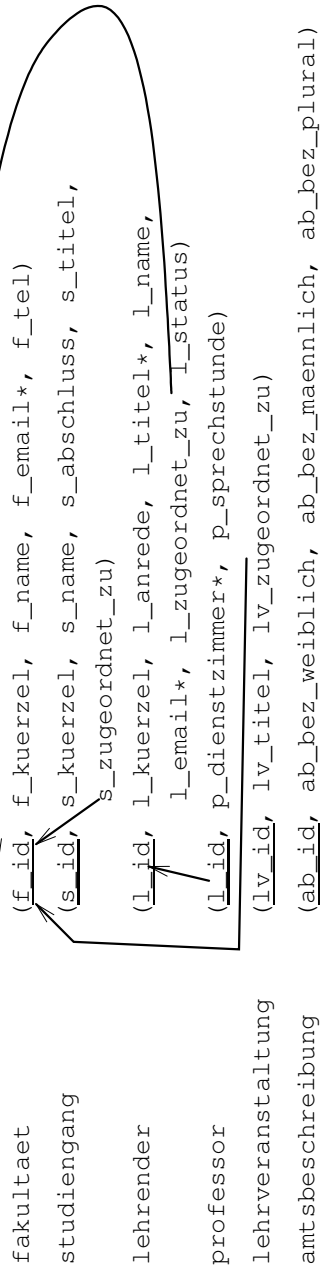 fakultaet (f_id, f_kuerzel, f_name, f_email*, f_tel)
studiengang (s_id, s_kuerzel, s_name, s_abschluss, s_titel,
s_zugeordnet_zu)
lehrender (l_id, l_kuerzel, l_anrede, l_titel*, l_name,
l_email*, l_zugeordnet_zu, l_status)
professor (l_id, p_dienstzimmer*, p_sprechstunde)
lehrveranstaltung (lv_id, lv_titel, lv_zugeordnet_zu)
amtsbeschreibung (ab_id, ab_bez_weiblich, ab_bez_maennlich, ab_bez_plural)